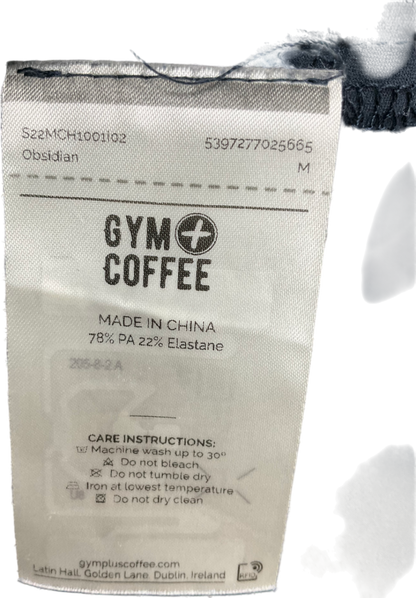 S22MCH1001I02 5397277025665
Obsidian M
GYM+
COFFEE
MADE IN CHINA
78% PA 22% Elastane
205-8-2 A
CARE INSTRUCTIONS:
Machine wash up to 30º
Do not bleach
Do not tumble dry
Iron at lowest temperature
Do not dry clean
gympluscoffee.com
Latin Hall, Golden Lane, Dublin, Ireland